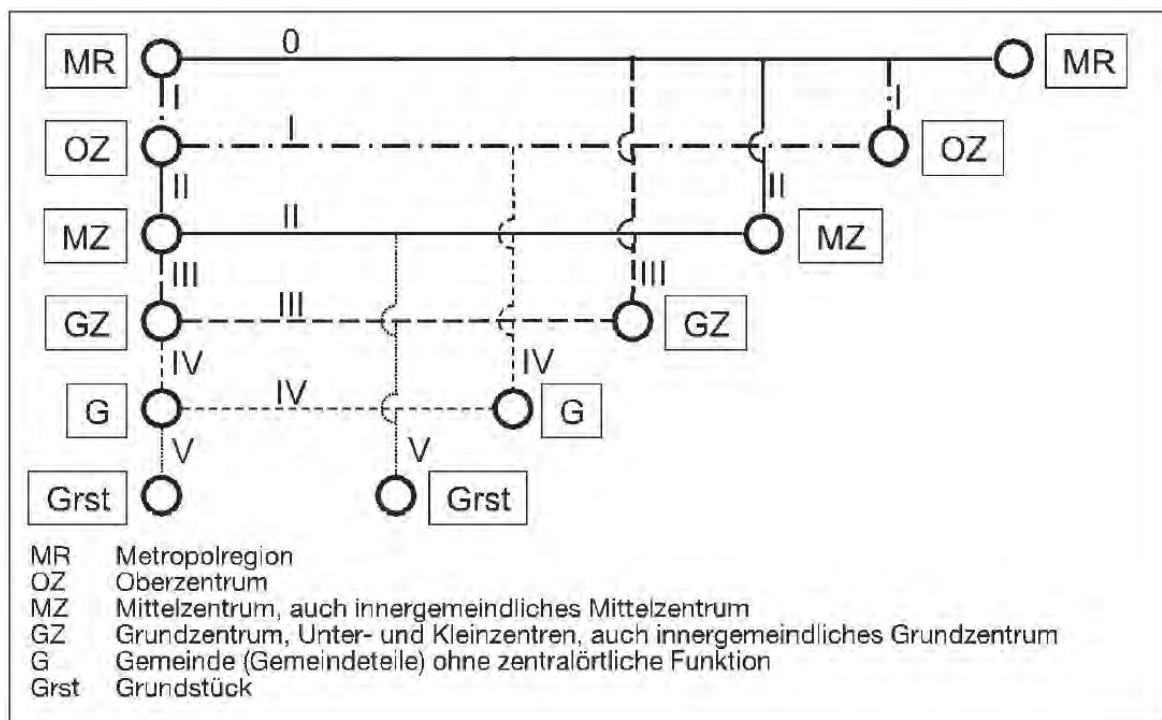 MR 0 MR
I I
OZ I OZ
II II
MZ II MZ
III III
GZ III GZ
IV IV
G IV G
V V
Grst Grst
MR Metropolregion
OZ Oberzentrum
MZ Mittelzentrum, auch innergemeindliches Mittelzentrum
GZ Grundzentrum, Unter- und Kleinzentren, auch innergemeindliches Grundzentrum
G Gemeinde (Gemeindeteile) ohne zentralörtliche Funktion
Grst Grundstück